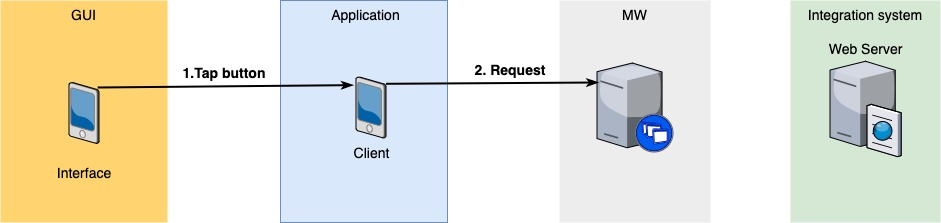 GUI
Application
MW
Integration system
Web Server
1.Tap button
2. Request
Client
Interface